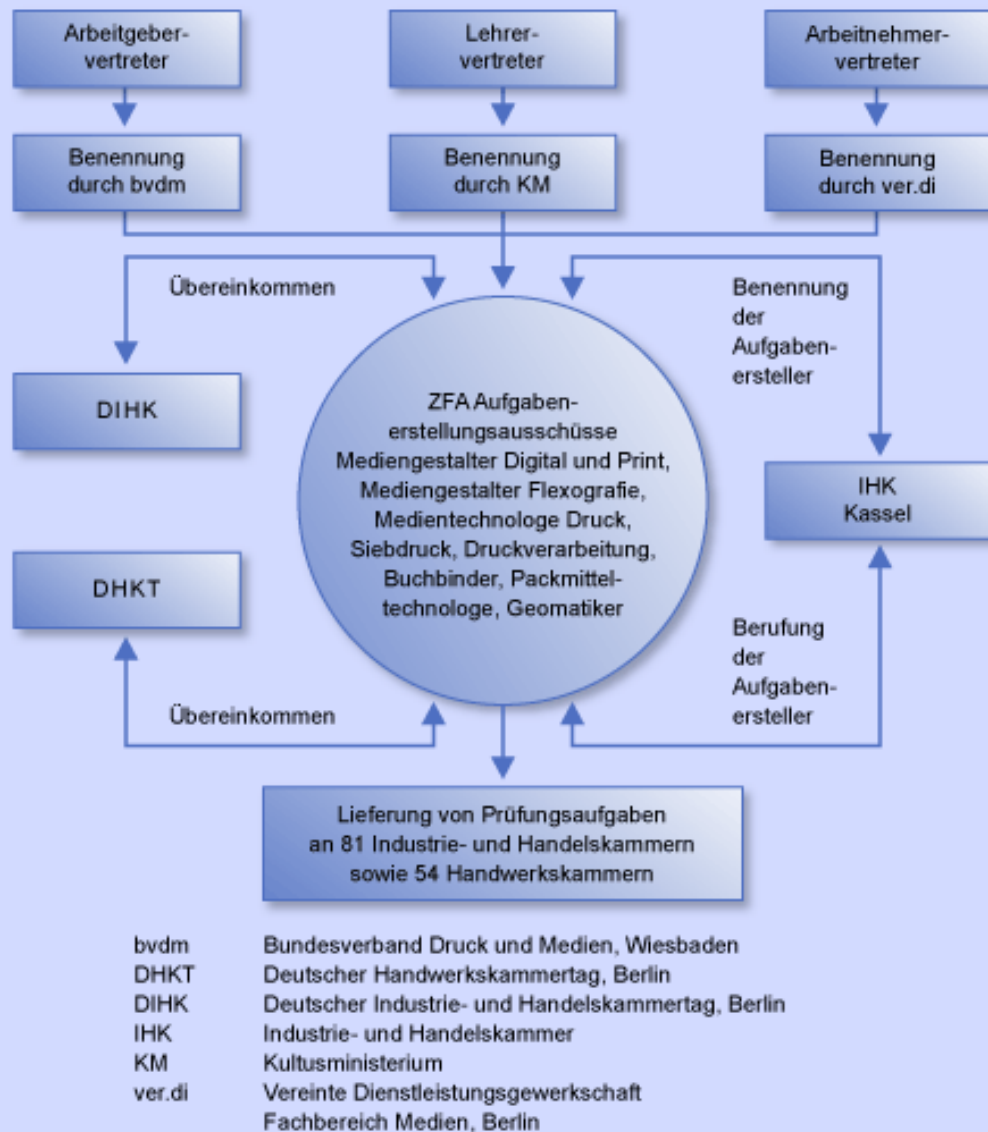 Arbeitgeber-
vertreter
Lehrer-
vertreter
Arbeitnehmer-
vertreter
Benennung
durch bvdm
Benennung
durch KM
Benennung
durch ver.di
Übereinkommen
Benennung
der
Aufgaben-
ersteller
DIHK
ZFA Aufgaben-
erstellungsausschüsse
Mediengestalter Digital und Print,
Mediengestalter Flexografie,
Medientechnologe Druck,
Siebdruck, Druckverarbeitung,
Buchbinder, Packmittel-
technologe, Geomatiker
IHK
Kassel
DHKT
Übereinkommen
Berufung
der
Aufgaben-
ersteller
Lieferung von Prüfungsaufgaben
an 81 Industrie- und Handelskammern
sowie 54 Handwerkskammern
bvdm Bundesverband Druck und Medien, Wiesbaden
DHKT Deutscher Handwerkskammertag, Berlin
DIHK Deutscher Industrie- und Handelskammertag, Berlin
IHK Industrie- und Handelskammer
KM Kultusministerium
ver.di Vereinte Dienstleistungsgewerkschaft
Fachbereich Medien, Berlin